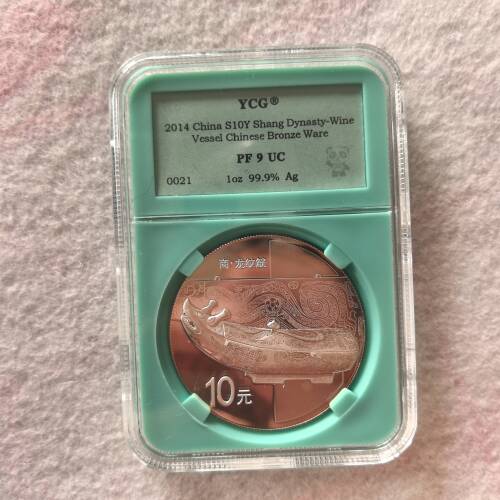 YCG®
2014 China S10Y Shang Dynasty-Wine
Vessel Chinese Bronze Ware
PF 9 UC
0021 1oz 99.9% Ag
商·龙纹觥
10元